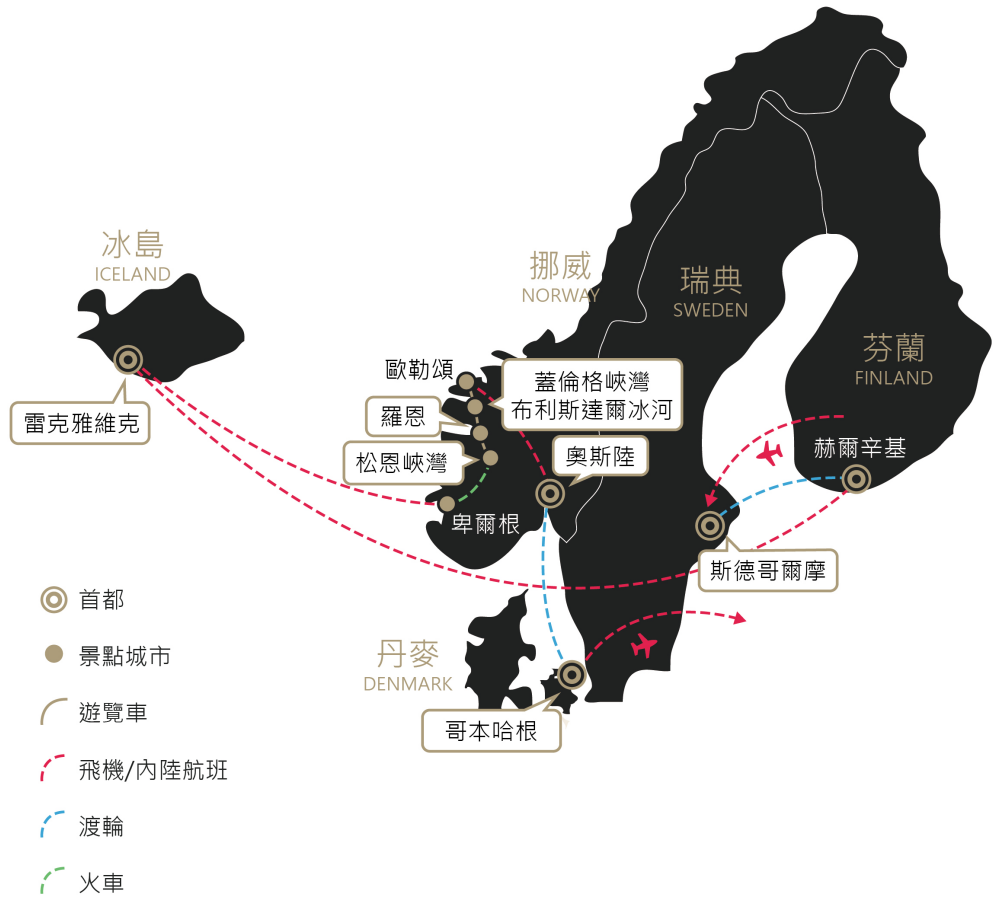 冰島
ICELAND
挪威
NORWAY
瑞典
SWEDEN
芬蘭
FINLAND
雷克雅維克
歐勒頌
蓋倫格峽灣
布利斯達爾冰河
羅恩
松恩峽灣
奧斯陸
赫爾辛基
卑爾根
斯德哥爾摩
丹麥
DENMARK
哥本哈根
首都
景點城市
遊覽車
飛機/內陸航班
渡輪
火車